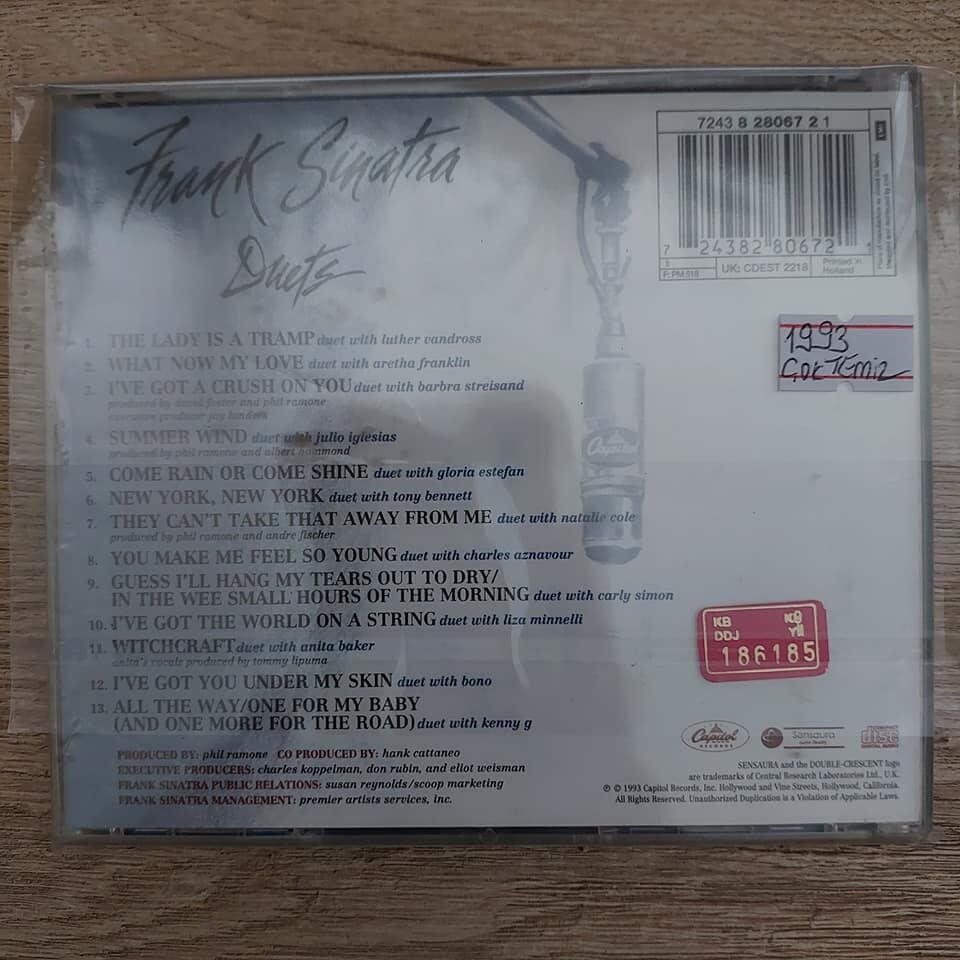 Frank Sinatra
Duets
7243 8 28067 2 1
EMI
7 24382 80672
F: PM 518
UK: CDEST 2218
Printed in
Holland
1993
ÇOK TEMİZ
1. THE LADY IS A TRAMP duet with luther vandross
2. WHAT NOW MY LOVE duet with aretha franklin
3. I'VE GOT A CRUSH ON YOU duet with barbra streisand
produced by david foster and phil ramone
executive producer jay landers
4. SUMMER WIND duet with julio iglesias
produced by phil ramone and albert hammond
5. COME RAIN OR COME SHINE duet with gloria estefan
6. NEW YORK, NEW YORK duet with tony bennett
7. THEY CAN'T TAKE THAT AWAY FROM ME duet with natalie cole
produced by phil ramone and andre fischer
8. YOU MAKE ME FEEL SO YOUNG duet with charles aznavour
9. GUESS I'LL HANG MY TEARS OUT TO DRY/
IN THE WEE SMALL HOURS OF THE MORNING duet with carly simon
10. I'VE GOT THE WORLD ON A STRING duet with liza minnelli
11. WITCHCRAFT duet with anita baker
anita's vocals produced by tommy lipuma
12. I'VE GOT YOU UNDER MY SKIN duet with bono
13. ALL THE WAY/ONE FOR MY BABY
(AND ONE MORE FOR THE ROAD) duet with kenny g
Capitol
KB
DDJ
186185
PRODUCED BY: phil ramone CO PRODUCED BY: hank cattaneo
EXECUTIVE PRODUCERS: charles koppelman, don rubin, and eliot weisman
FRANK SINATRA PUBLIC RELATIONS: susan reynolds/scoop marketing
FRANK SINATRA MANAGEMENT: premier artists services, inc.
Capitol
RECORDS
Sensaura
COMPACT
disc
DIGITAL AUDIO
SENSAURA and the DOUBLE-CRESCENT logo
are trademarks of Central Research Laboratories Ltd., U.K.
℗ © 1993 Capitol Records, Inc. Hollywood and Vine Streets, Hollywood, California.
All Rights Reserved. Unauthorized Duplication is a Violation of Applicable Laws.